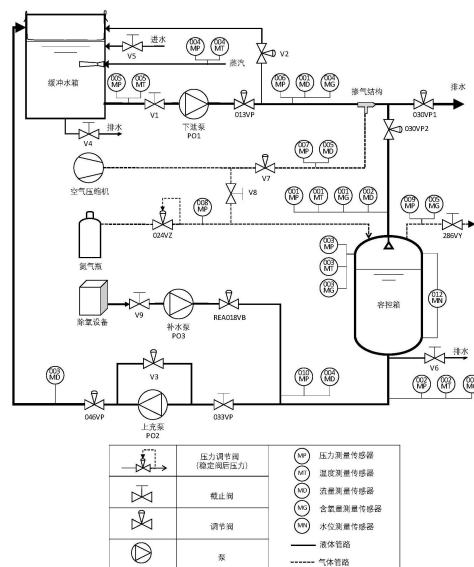 进水
004
MP
004
MT
V2
V5
蒸汽
缓冲水箱
005
MP
005
MT
006
MP
001
MD
004
MG
掺气结构
排水
V1
下泄泵
PO1
013VP
030VP1
排水
V4
030VP2
007
MP
005
MD
空气压缩机
V7
V8
001
MP
001
MT
001
MG
002
MD
008
MP
009
MP
005
MG
024VZ
286VY
氮气瓶
003
MP
003
MT
003
MG
容控箱
012
MN
除氧设备
V9
补水泵
PO3
REA018VB
排水
V6
003
MD
V3
010
MP
004
MD
002
MP
002
MT
046VP
上充泵
PO2
033VP
压力调节阀
(稳定阀后压力)
截止阀
调节阀
泵
MP 压力测量传感器
MT 温度测量传感器
MD 流量测量传感器
MG 含氧量测量传感器
MN 水位测量传感器
液体管路
气体管路